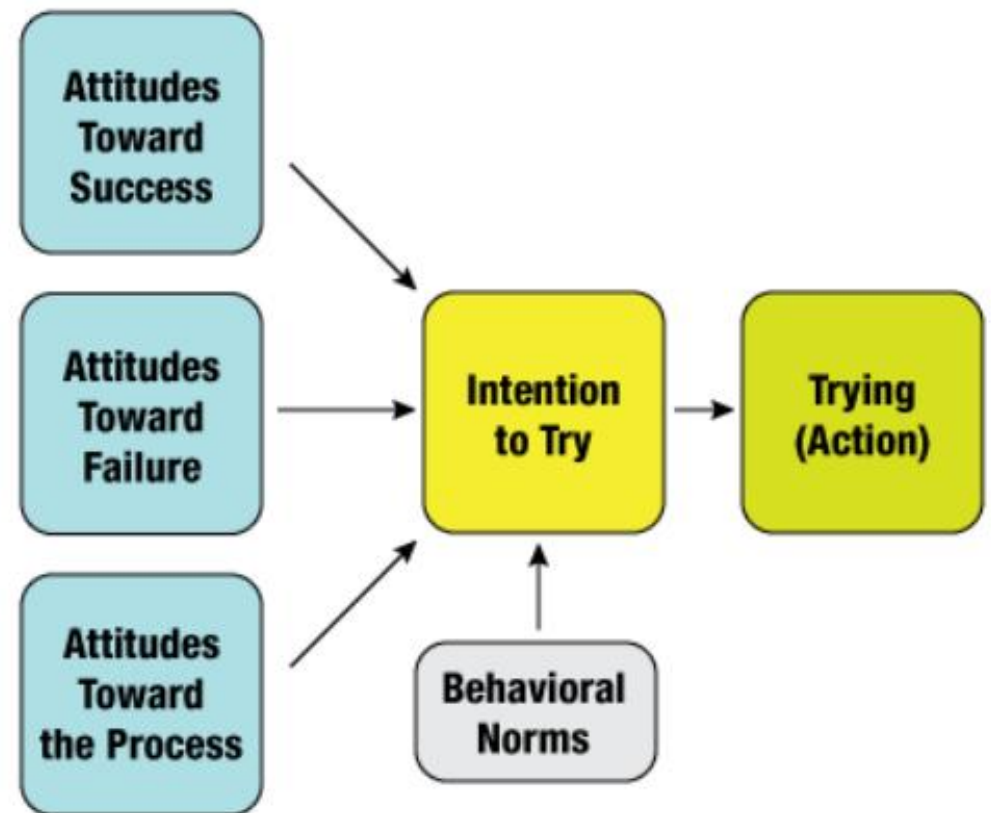 Attitudes
Toward
Success
Attitudes
Toward
Failure
Intention
to Try
Trying
(Action)
Attitudes
Toward
the Process
Behavioral
Norms